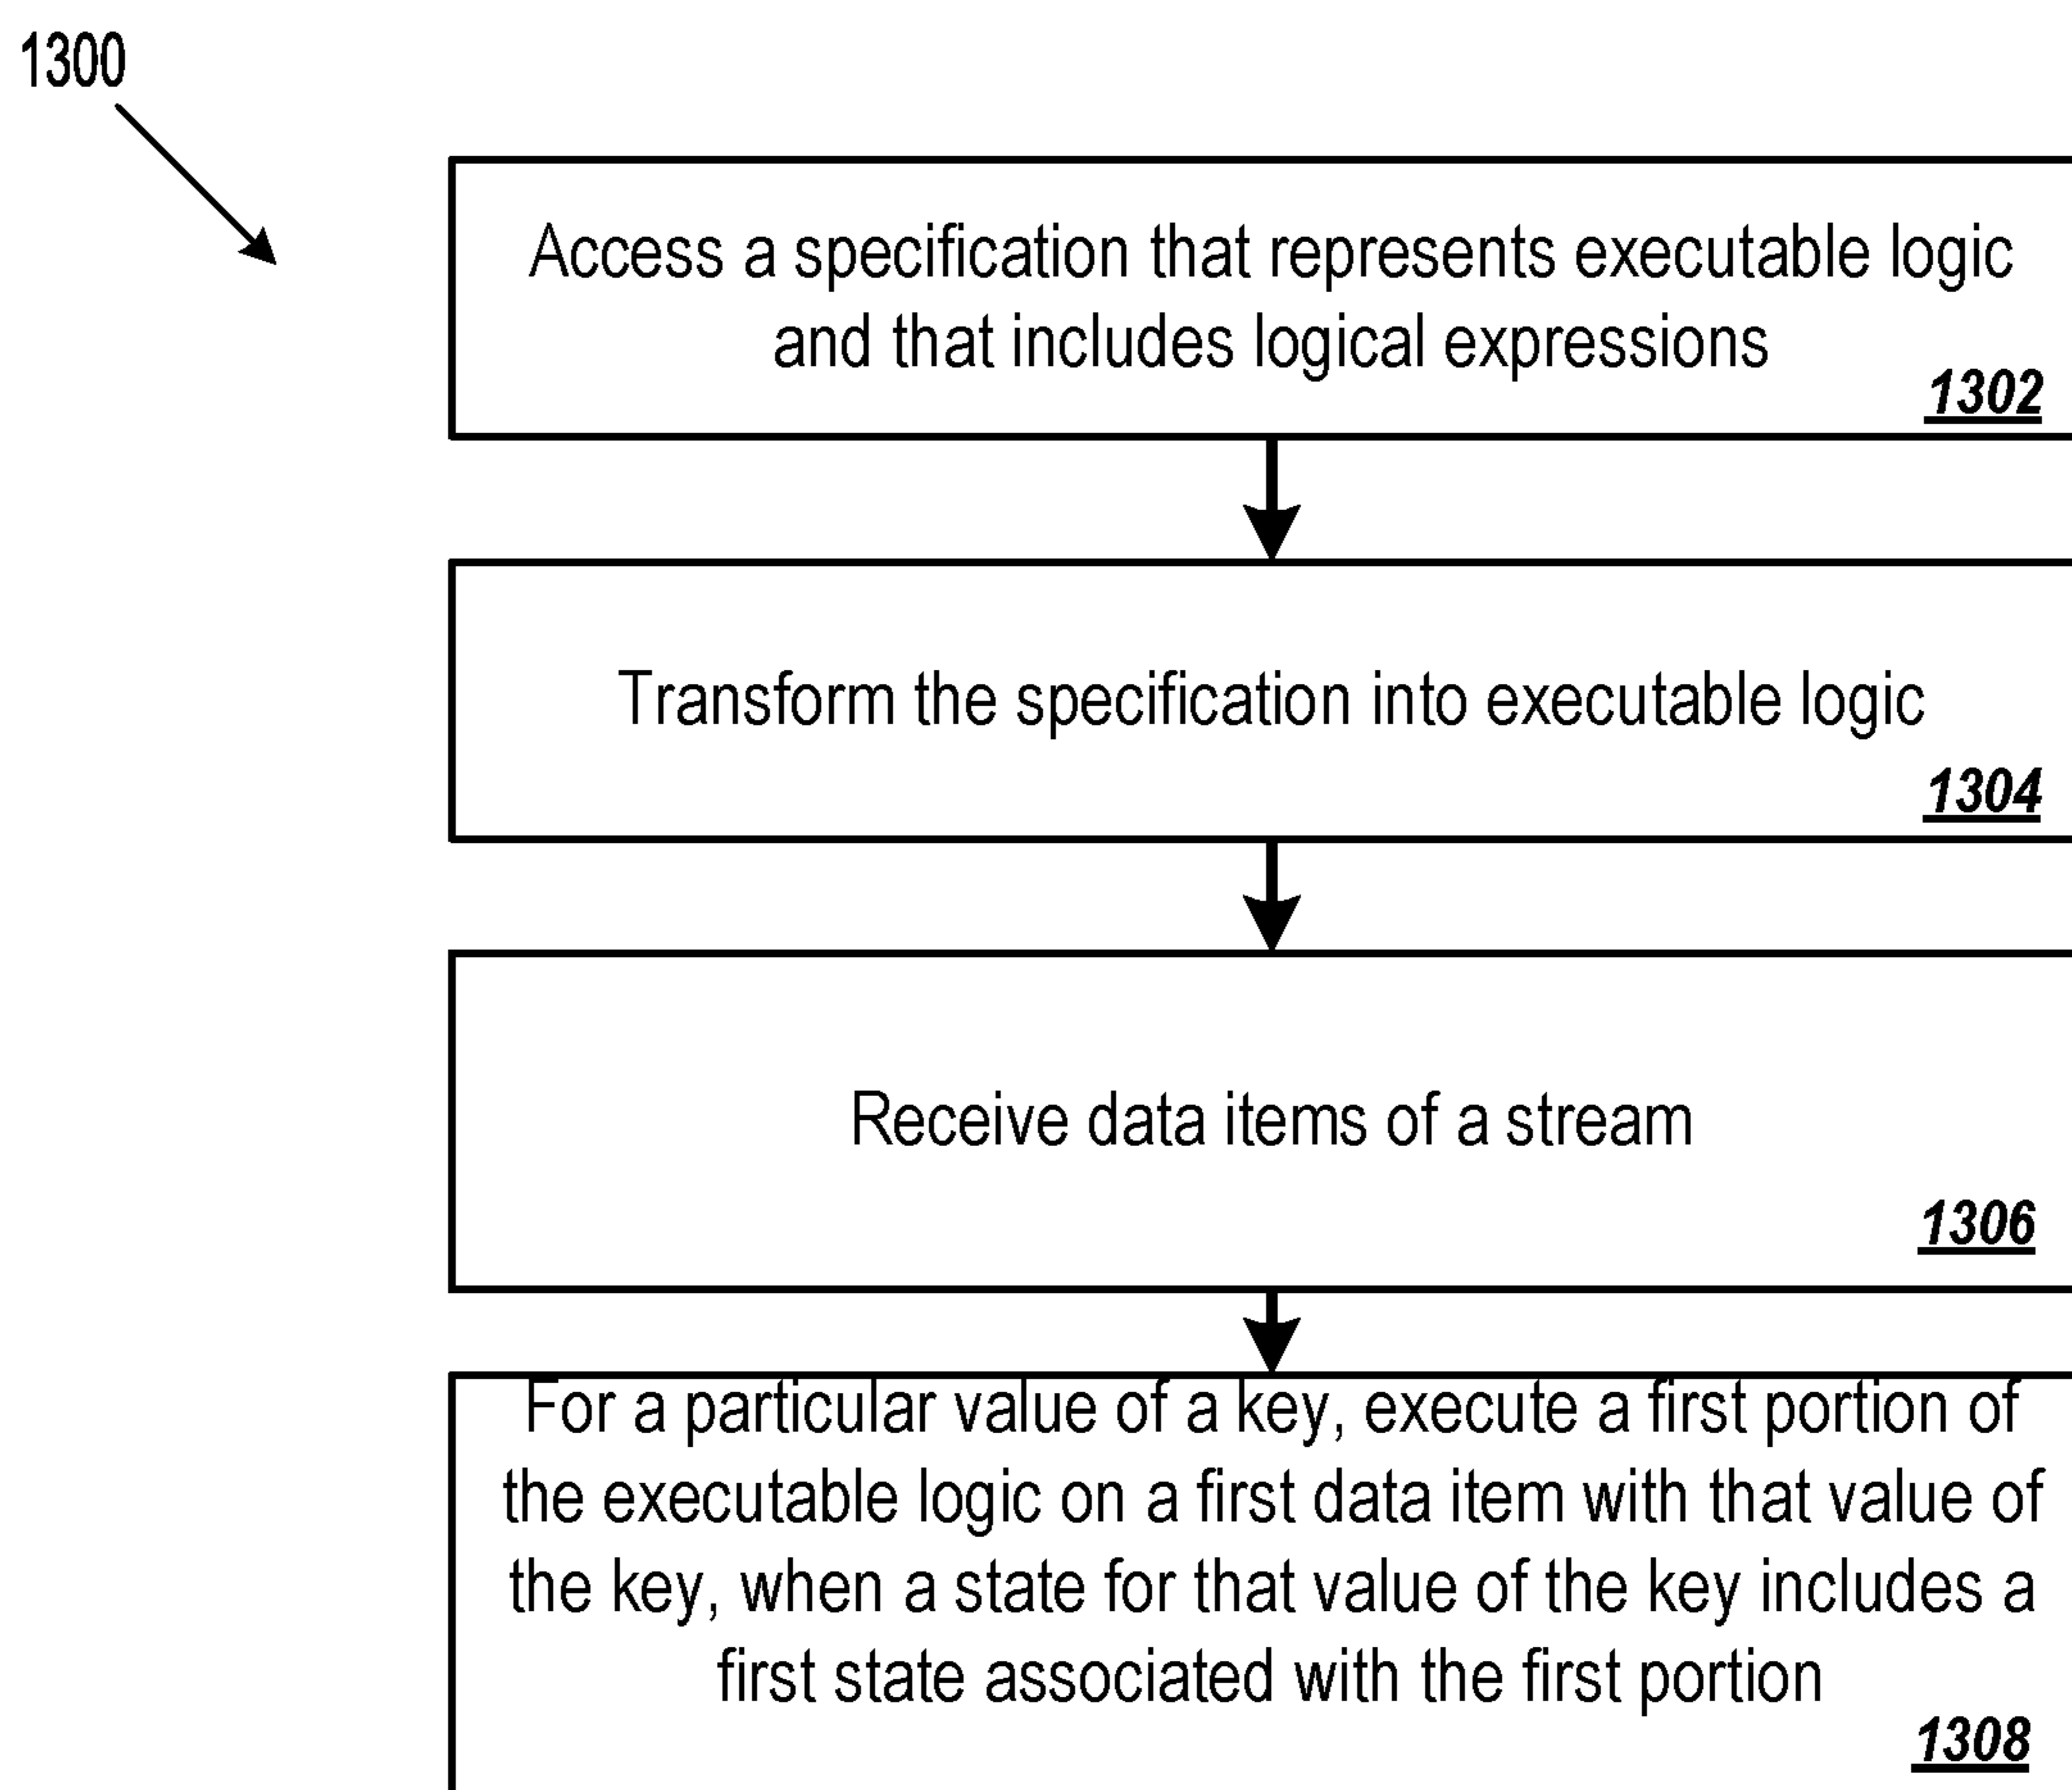 1300
Access a specification that represents executable logic
and that includes logical expressions
1302
Transform the specification into executable logic
1304
Receive data items of a stream
1306
For a particular value of a key, execute a first portion of
the executable logic on a first data item with that value of
the key, when a state for that value of the key includes a
first state associated with the first portion
1308